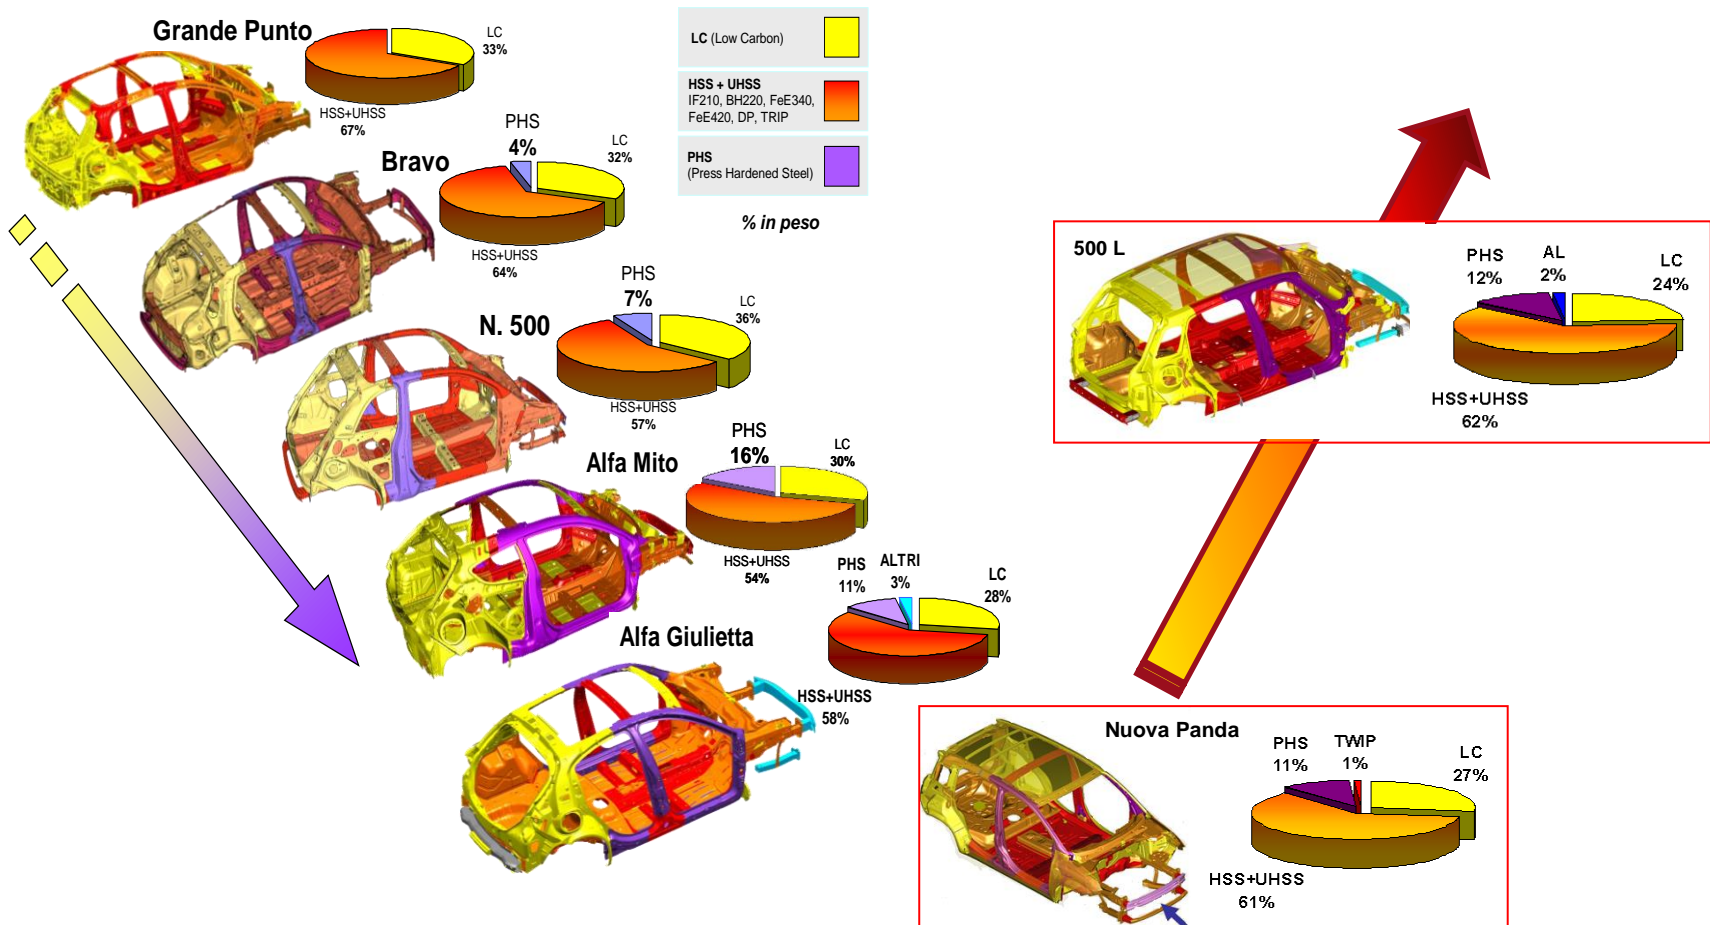 Grande Punto
LC
33%
HSS+UHSS
67%
LC (Low Carbon)
HSS + UHSS
IF210, BH220, FeE340,
FeE420, DP, TRIP
PHS
(Press Hardened Steel)
% in peso
Bravo
PHS
4%
LC
32%
HSS+UHSS
64%
N. 500
PHS
7%
LC
36%
HSS+UHSS
57%
Alfa Mito
PHS
16%
LC
30%
HSS+UHSS
54%
Alfa Giulietta
PHS
11%
ALTRI
3%
LC
28%
HSS+UHSS
58%
500 L
PHS
12%
AL
2%
LC
24%
HSS+UHSS
62%
Nuova Panda
PHS
11%
TWIP
1%
LC
27%
HSS+UHSS
61%